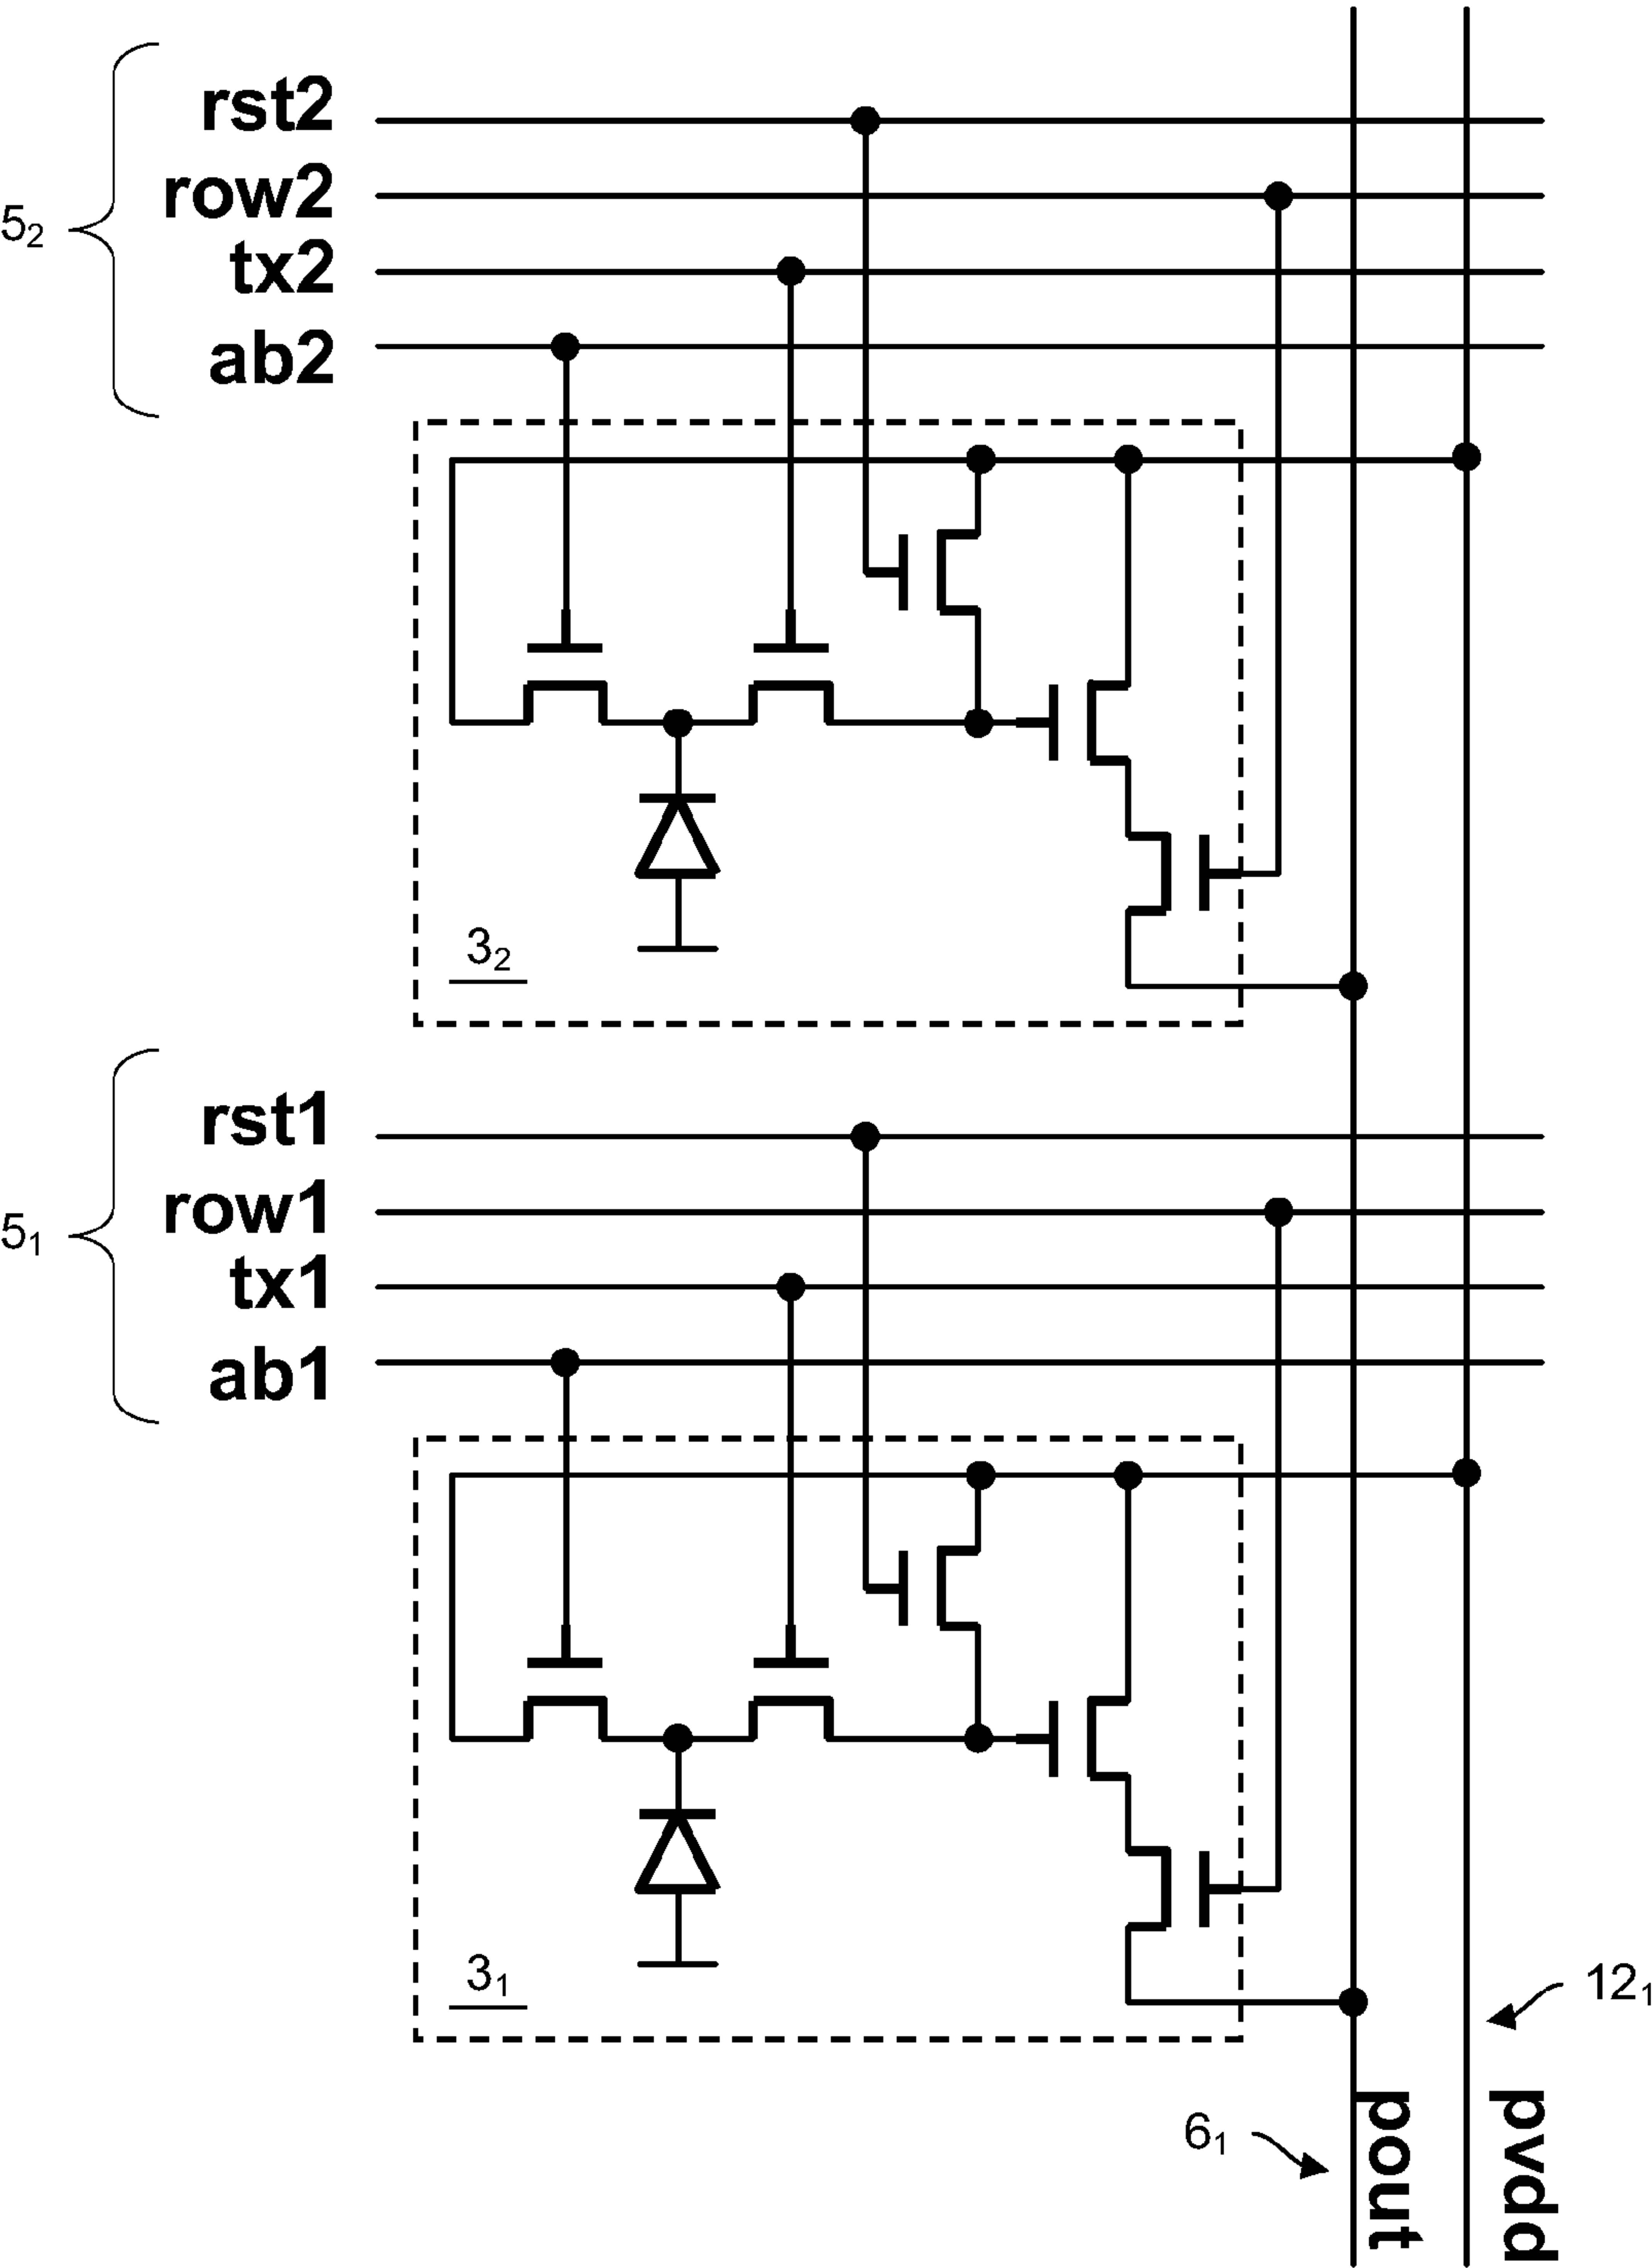 rst2
row2
5₂
tx2
ab2
3₂
rst1
row1
5₁
tx1
ab1
3₁
12₁
6₁
pout
pvdd